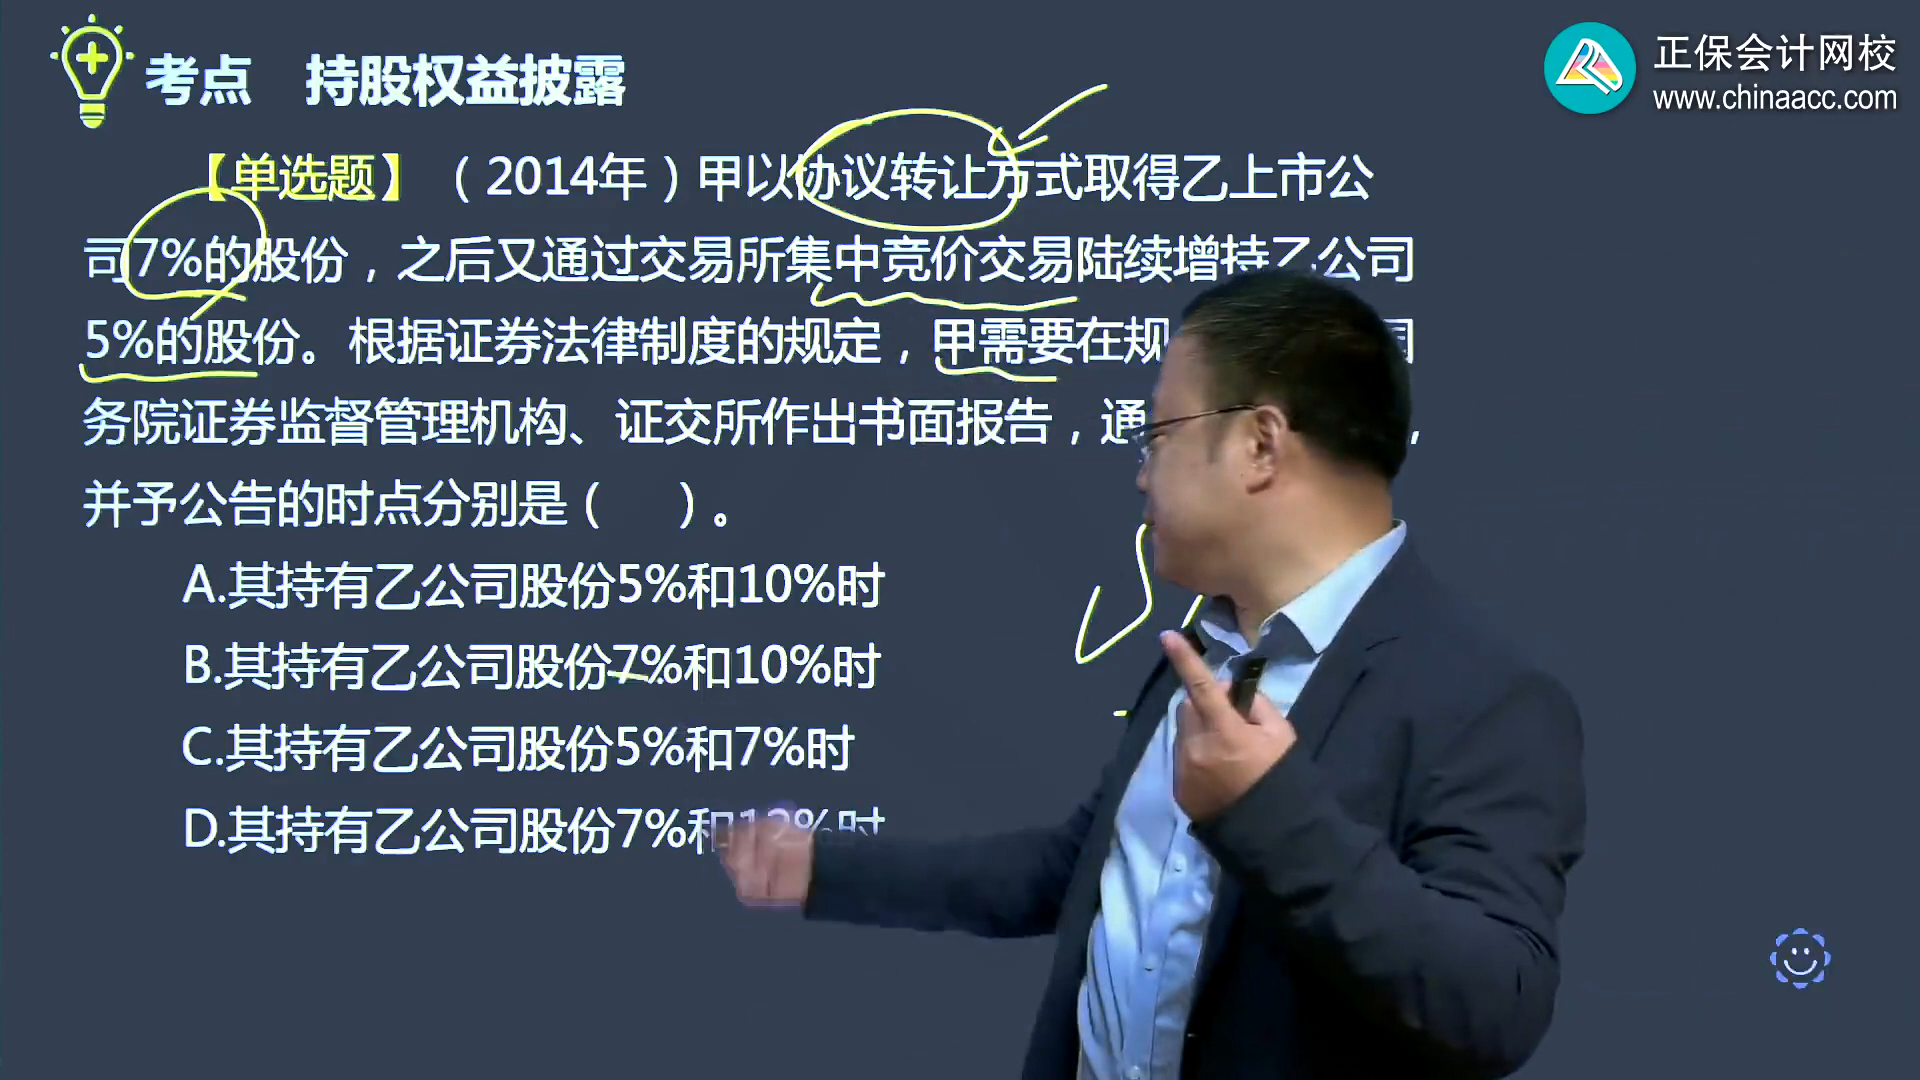 考点 持股权益披露
正保会计网校
www.chinaacc.com
【单选题】（2014年）甲以协议转让方式取得乙上市公
司7%的股份，之后又通过交易所集中竞价交易陆续增持乙公司
5%的股份。根据证券法律制度的规定，甲需要在规
务院证券监督管理机构、证交所作出书面报告，通
并予公告的时点分别是（ ）。
A.其持有乙公司股份5%和10%时
B.其持有乙公司股份7%和10%时
C.其持有乙公司股份5%和7%时
D.其持有乙公司股份7%和12%时